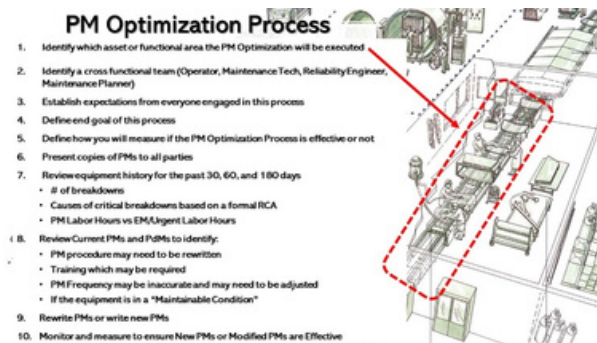 PM Optimization Process
1. Identify which asset or functional area the PM Optimization will be executed
2. Identify a cross functional team (Operator, Maintenance Tech, Reliability Engineer,
Maintenance Planner)
3. Establish expectations from everyone engaged in this process
4. Define end goal of this process
5. Define how you will measure if the PM Optimization Process is effective or not
6. Present copies of PMs to all parties
7. Review equipment history for the past 30, 60, and 180 days
• # of breakdowns
• Causes of critical breakdowns based on a formal RCA
• PM Labor Hours vs EM/Urgent Labor Hours
8. Review Current PMs and PdMs to identify:
• PM procedure may need to be rewritten
• Training which may be required
• PM Frequency may be inaccurate and may need to be adjusted
• If the equipment is in a "Maintainable Condition"
9. Rewrite PMs or write new PMs
10. Monitor and measure to ensure New PMs or Modified PMs are Effective